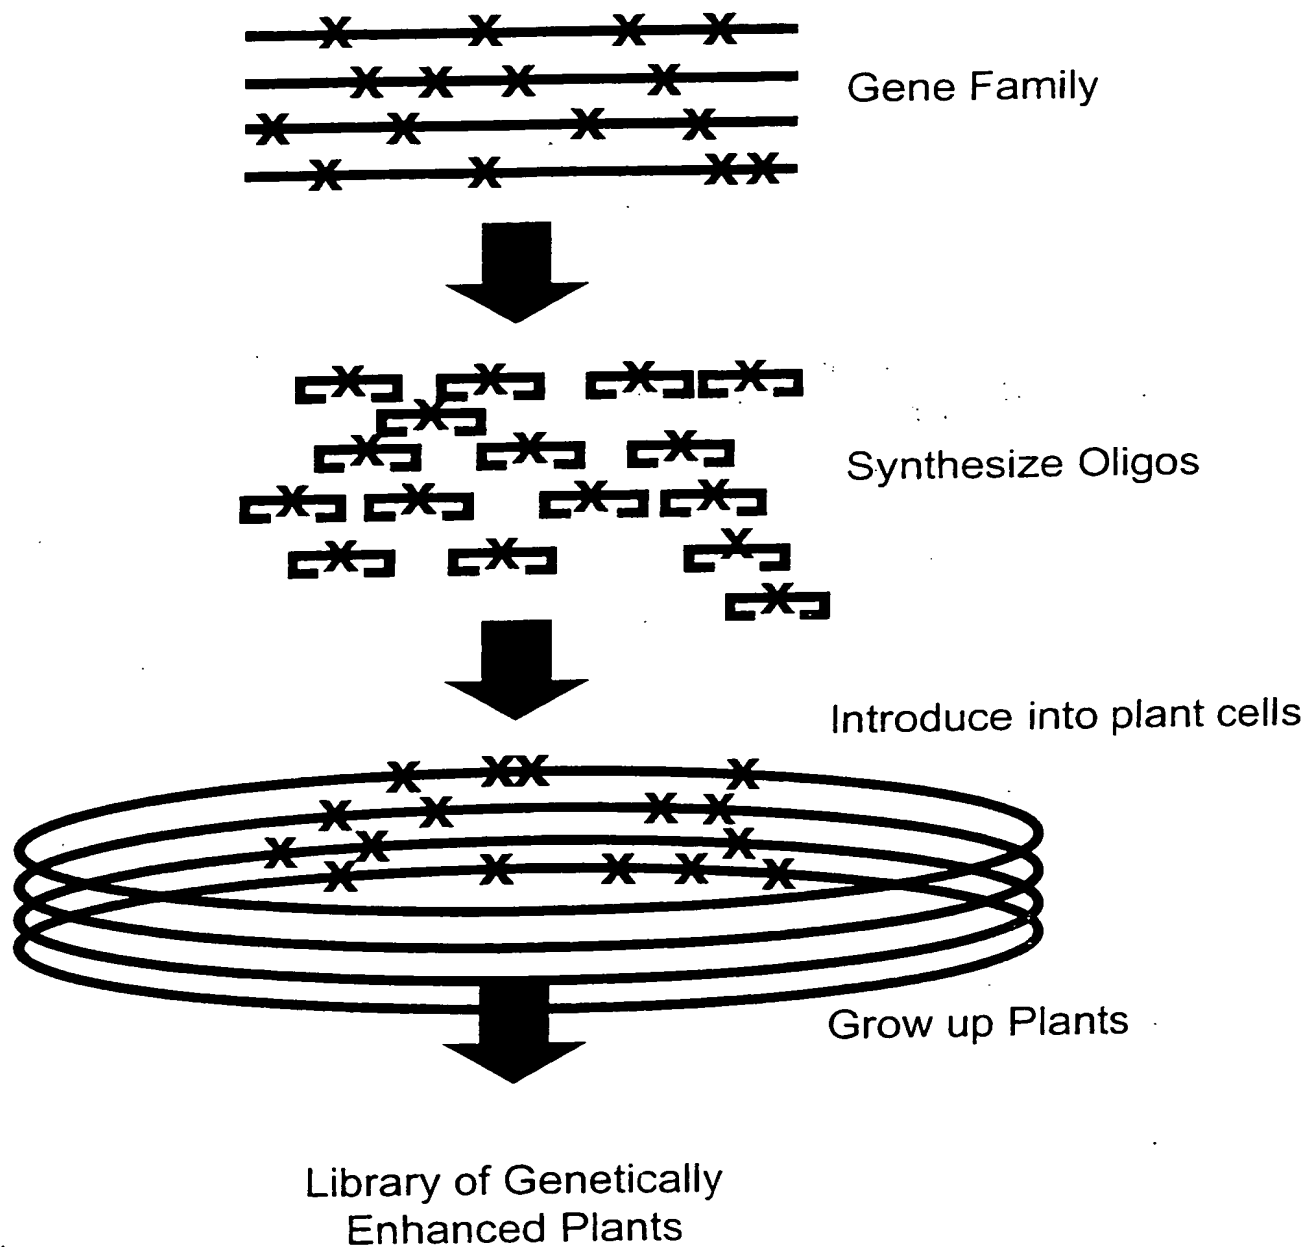 Gene Family
Synthesize Oligos
Introduce into plant cells
Grow up Plants
Library of Genetically
Enhanced Plants